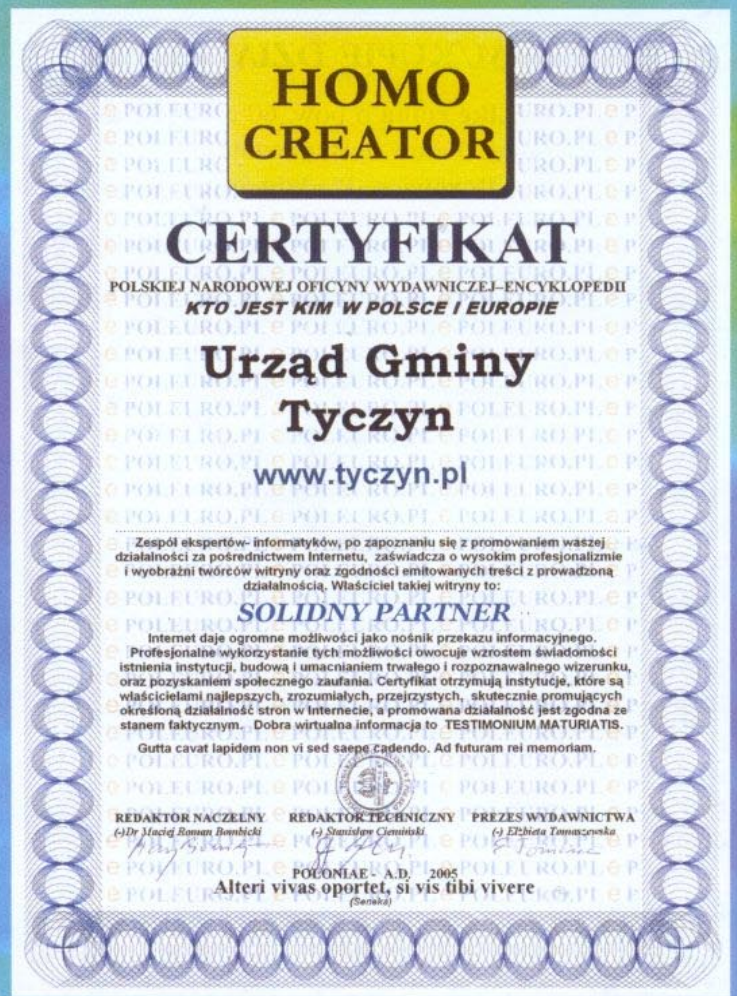 HOMO
CREATOR
CERTYFIKAT
POLSKIEJ NARODOWEJ OFICYNY WYDAWNICZEJ–ENCYKLOPEDII
KTO JEST KIM W POLSCE I EUROPIE
Urząd Gminy
Tyczyn
www.tyczyn.pl
Zespół ekspertów- informatyków, po zapoznaniu się z promowaniem waszej
działalności za pośrednictwem Internetu, zaświadcza o wysokim profesjonalizmie
i wyobraźni twórców witryny oraz zgodności emitowanych treści z prowadzoną
działalnością. Właściciel takiej witryny to:
SOLIDNY PARTNER
Internet daje ogromne możliwości jako nośnik przekazu informacyjnego.
Profesjonalne wykorzystanie tych możliwości owocuje wzrostem świadomości
istnienia instytucji, budową i umacnianiem trwałego i rozpoznawalnego wizerunku,
oraz pozyskaniem społecznego zaufania. Certyfikat otrzymują instytucje, które są
właścicielami najlepszych, zrozumiałych, przejrzystych, skutecznie promujących
określoną działalność stron w Internecie, a promowana działalność jest zgodna ze
stanem faktycznym. Dobra wirtualna informacja to TESTIMONIUM MATURIATIS.
Gutta cavat lapidem non vi sed saepe cadendo. Ad futuram rei memoriam.
REDAKTOR NACZELNY REDAKTOR TECHNICZNY PREZES WYDAWNICTWA
(-)Dr Maciej Roman Bombicki (-) Stanisław Ciemiński (-) Elżbieta Tomaszewska
POLONIAE - A.D. 2005
Alteri vivas oportet, si vis tibi vivere
(Seneka)